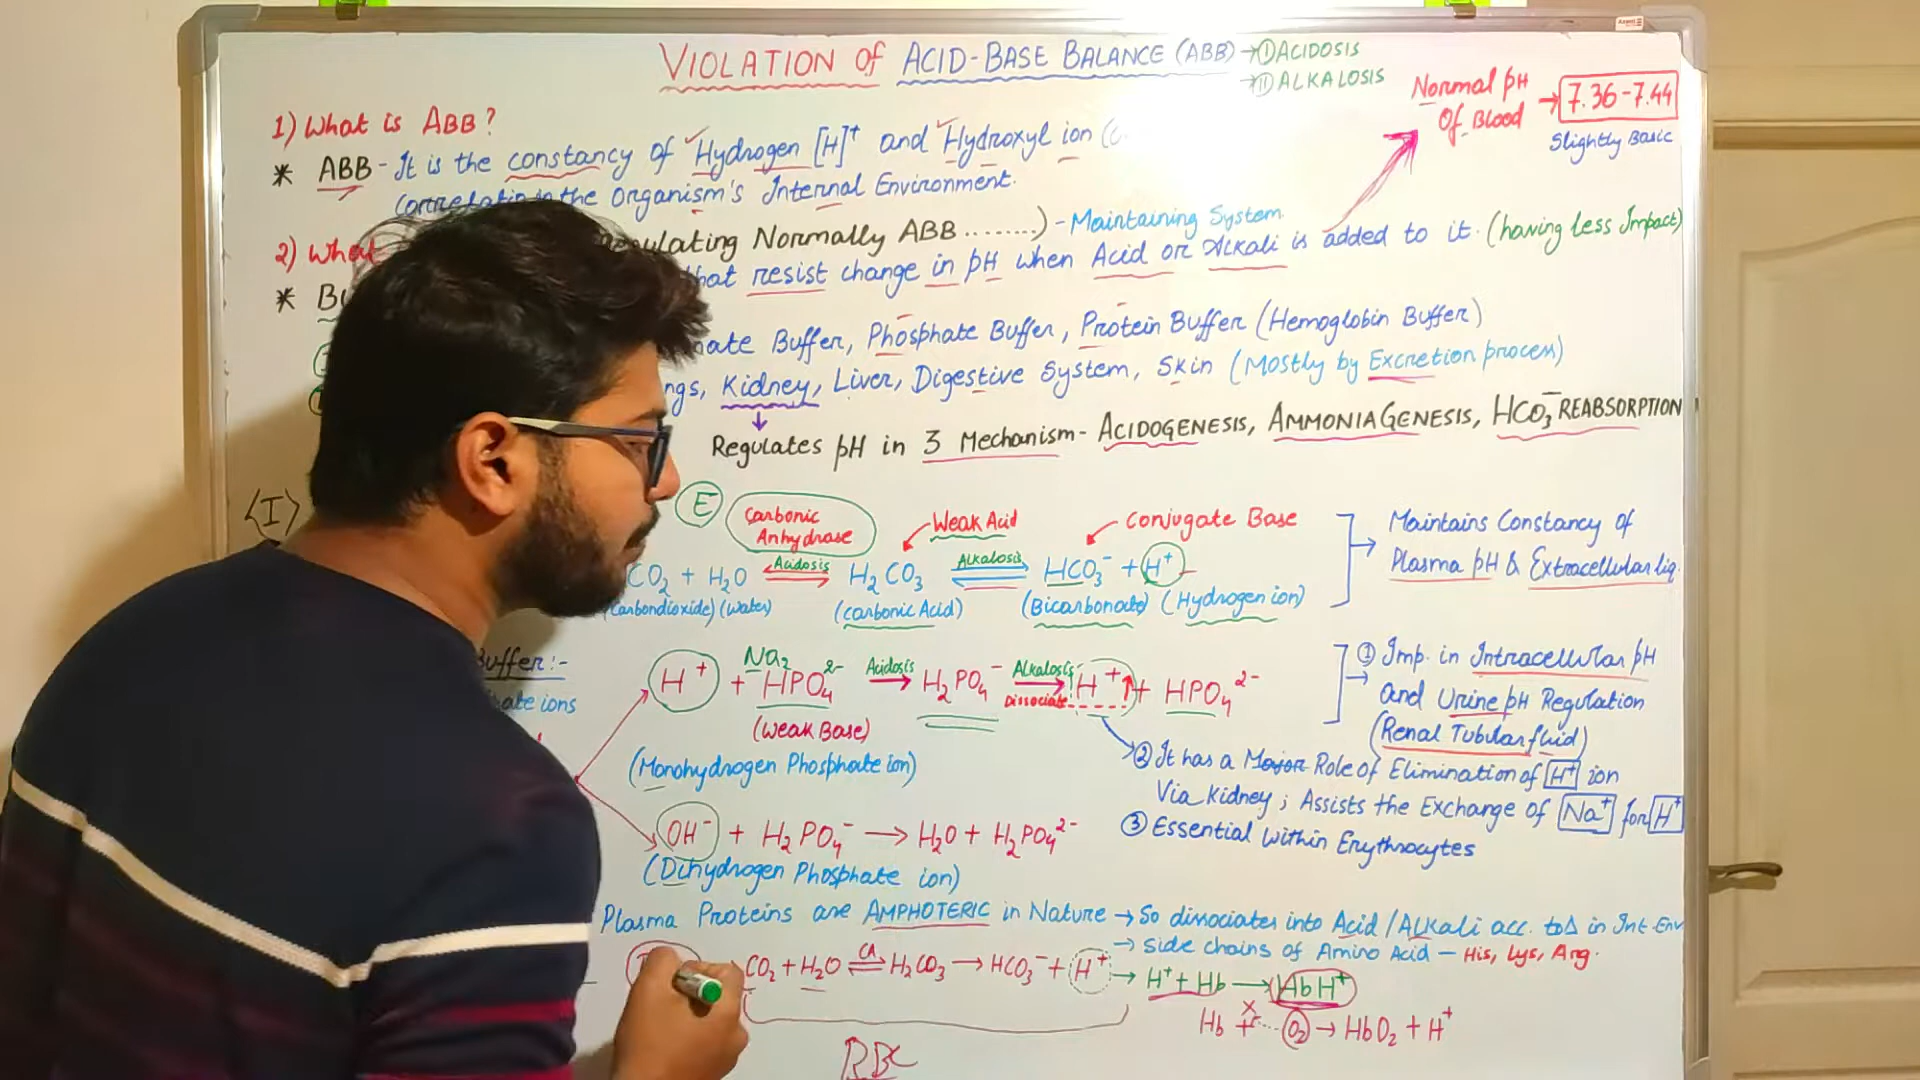 VIOLATION OF ACID-BASE BALANCE (ABB) → I ACIDOSIS
→ II ALKALOSIS
Normal pH Of Blood → 7.36-7.44
Slightly Basic
1) What is ABB?
* ABB - It is the constancy of Hydrogen [H]+ and Hydroxyl ion
the Organism's Internal Environment.
2) What Normally ABB ........) - Maintaining System
* resist change in pH when Acid or Alkali is added to it. (having less Impact)
Buffer, Phosphate Buffer, Protein Buffer (Hemoglobin Buffer)
Kidney, Liver, Digestive System, Skin (Mostly by Excretion process)
Regulates pH in 3 Mechanism - ACIDOGENESIS, AMMONIAGENESIS, HCO3- REABSORPTION
<I> E Carbonic Anhydrase
Weak Acid
Conjugate Base
CO2 + H2O Acidosis H2CO3 Alkalosis HCO3- + H+
(Carbondioxide) (Water) (Carbonic Acid) (Bicarbonate) (Hydrogen ion)
Maintains Constancy of
Plasma pH & Extracellular liq.
Buffer:-
ions
H+ + Na2 HPO4 2- Acidosis → H2PO4- Alkalosis Dissociate → H+ ↑ + HPO4 2-
(Weak Base)
(Monohydrogen Phosphate ion)
① Imp. in Intracellular pH
and Urine pH Regulation
(Renal Tubular fluid)
② It has a Major Role of Elimination of H+ ion
Via Kidney; Assists the Exchange of Na+ for H+
③ Essential Within Erythrocytes
OH- + H2PO4- → H2O + H2PO4 2-
(Dihydrogen Phosphate ion)
Plasma Proteins are AMPHOTERIC in Nature → So dissociates into Acid / Alkali acc. to Δ in Int. Env
→ side chains of Amino Acid - His, Lys, Arg.
CO2 + H2O CA H2CO3 → HCO3- + H+ → H+ + Hb → HbH+
Hb + O2 → HbO2 + H+
RBC